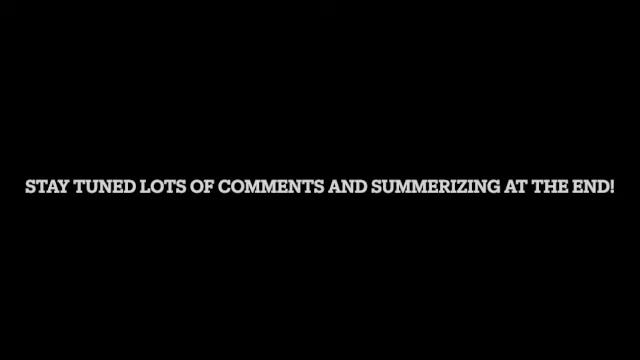 STAY TUNED LOTS OF COMMENTS AND SUMMERIZING AT THE END!